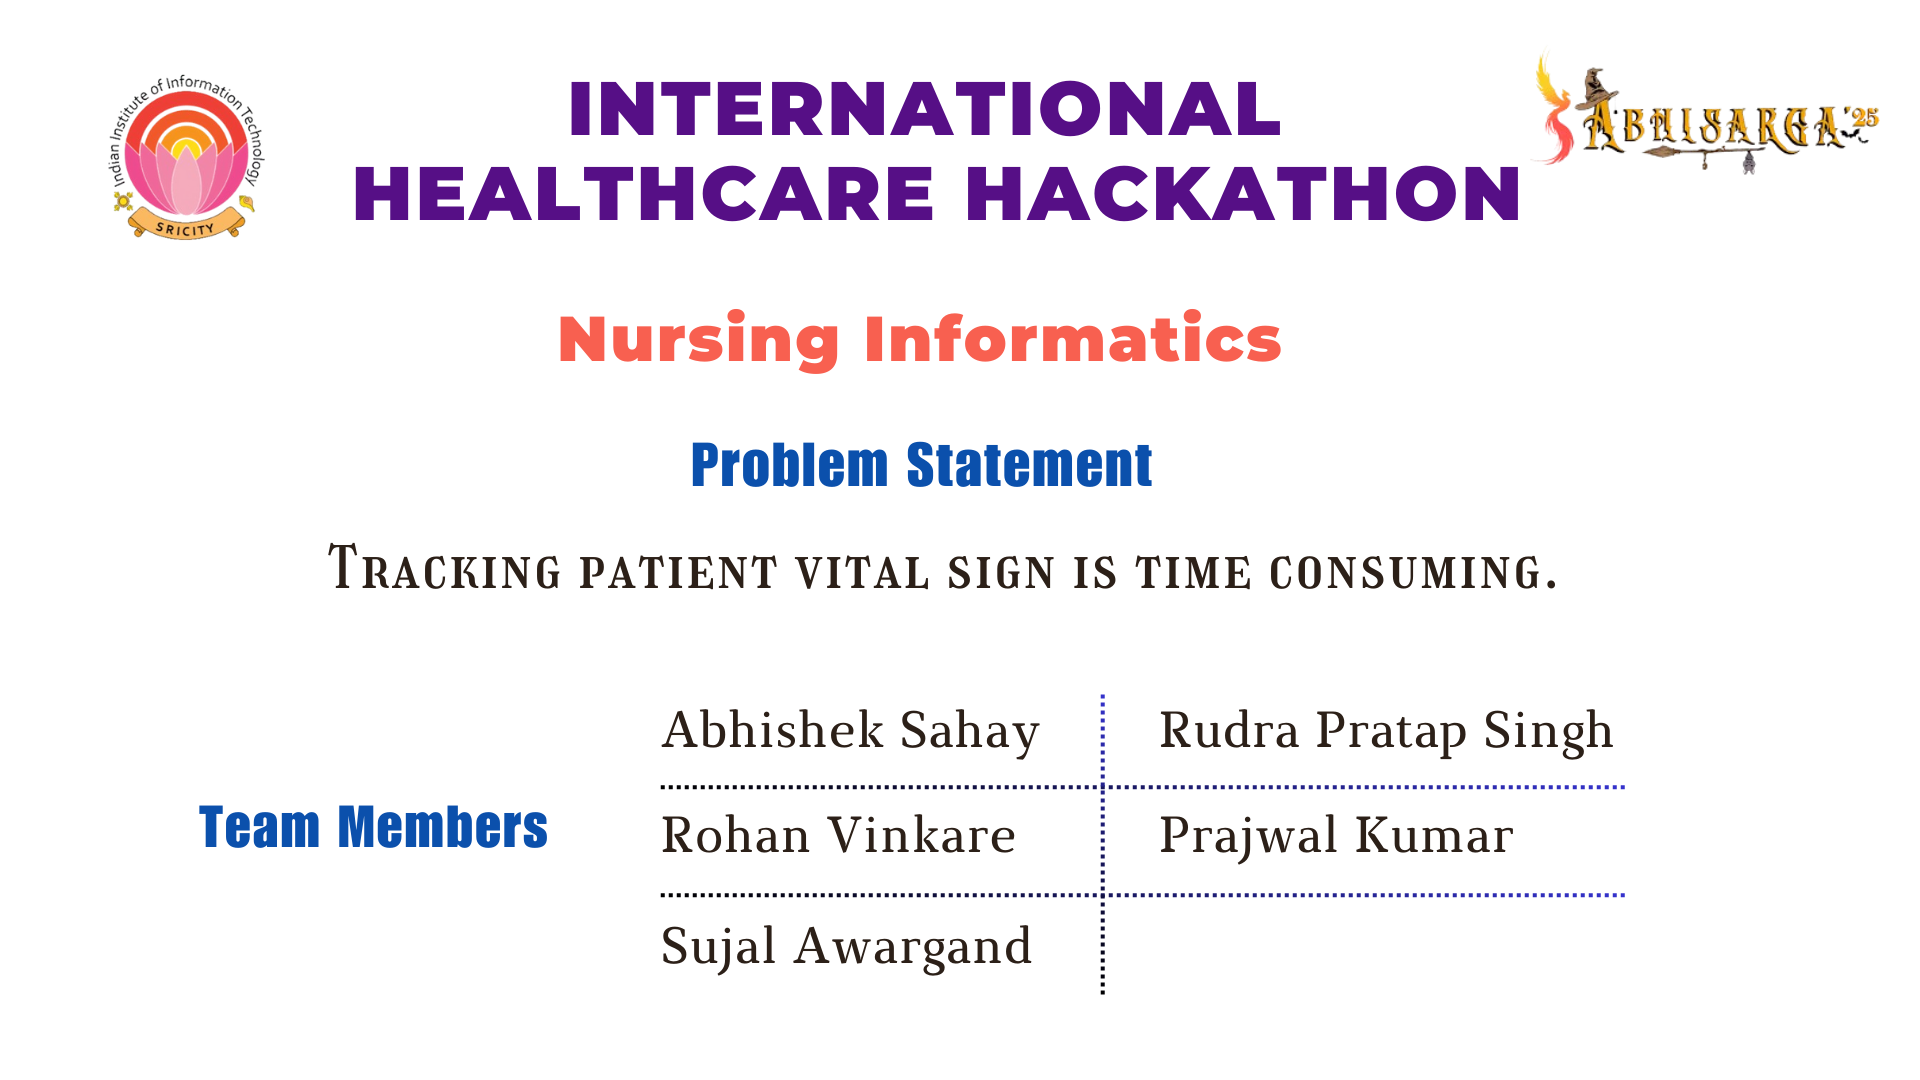 Indian Institute of Information Technology
SRICITY
INTERNATIONAL
HEALTHCARE HACKATHON
ABHISARGA'25
Nursing Informatics
Problem Statement
Tracking patient vital sign is time consuming.
Team Members
Abhishek Sahay
Rudra Pratap Singh
Rohan Vinkare
Prajwal Kumar
Sujal Awargand